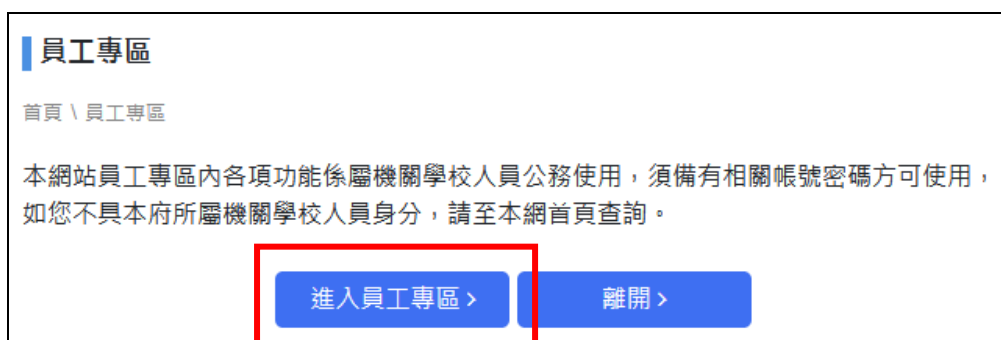 員工專區
首頁 \ 員工專區
本網站員工專區內各項功能係屬機關學校人員公務使用，須備有相關帳號密碼方可使用，
如您不具本府所屬機關學校人員身分，請至本網首頁查詢。
進入員工專區 › 離開 ›